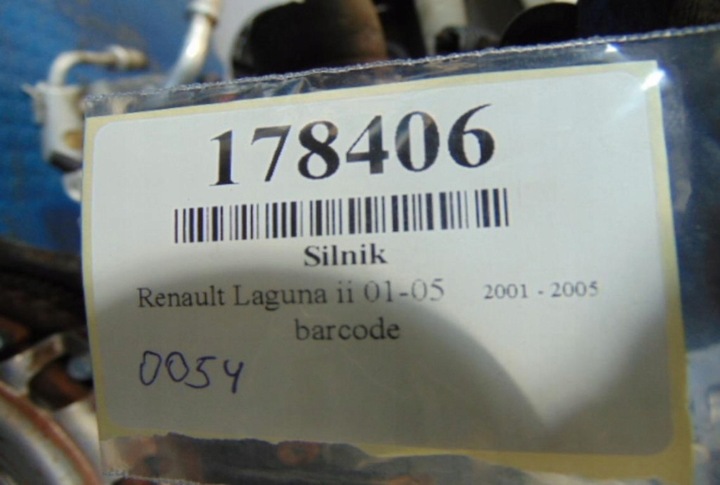 178406
Silnik
Renault Laguna ii 01-05 2001 - 2005
barcode
0054